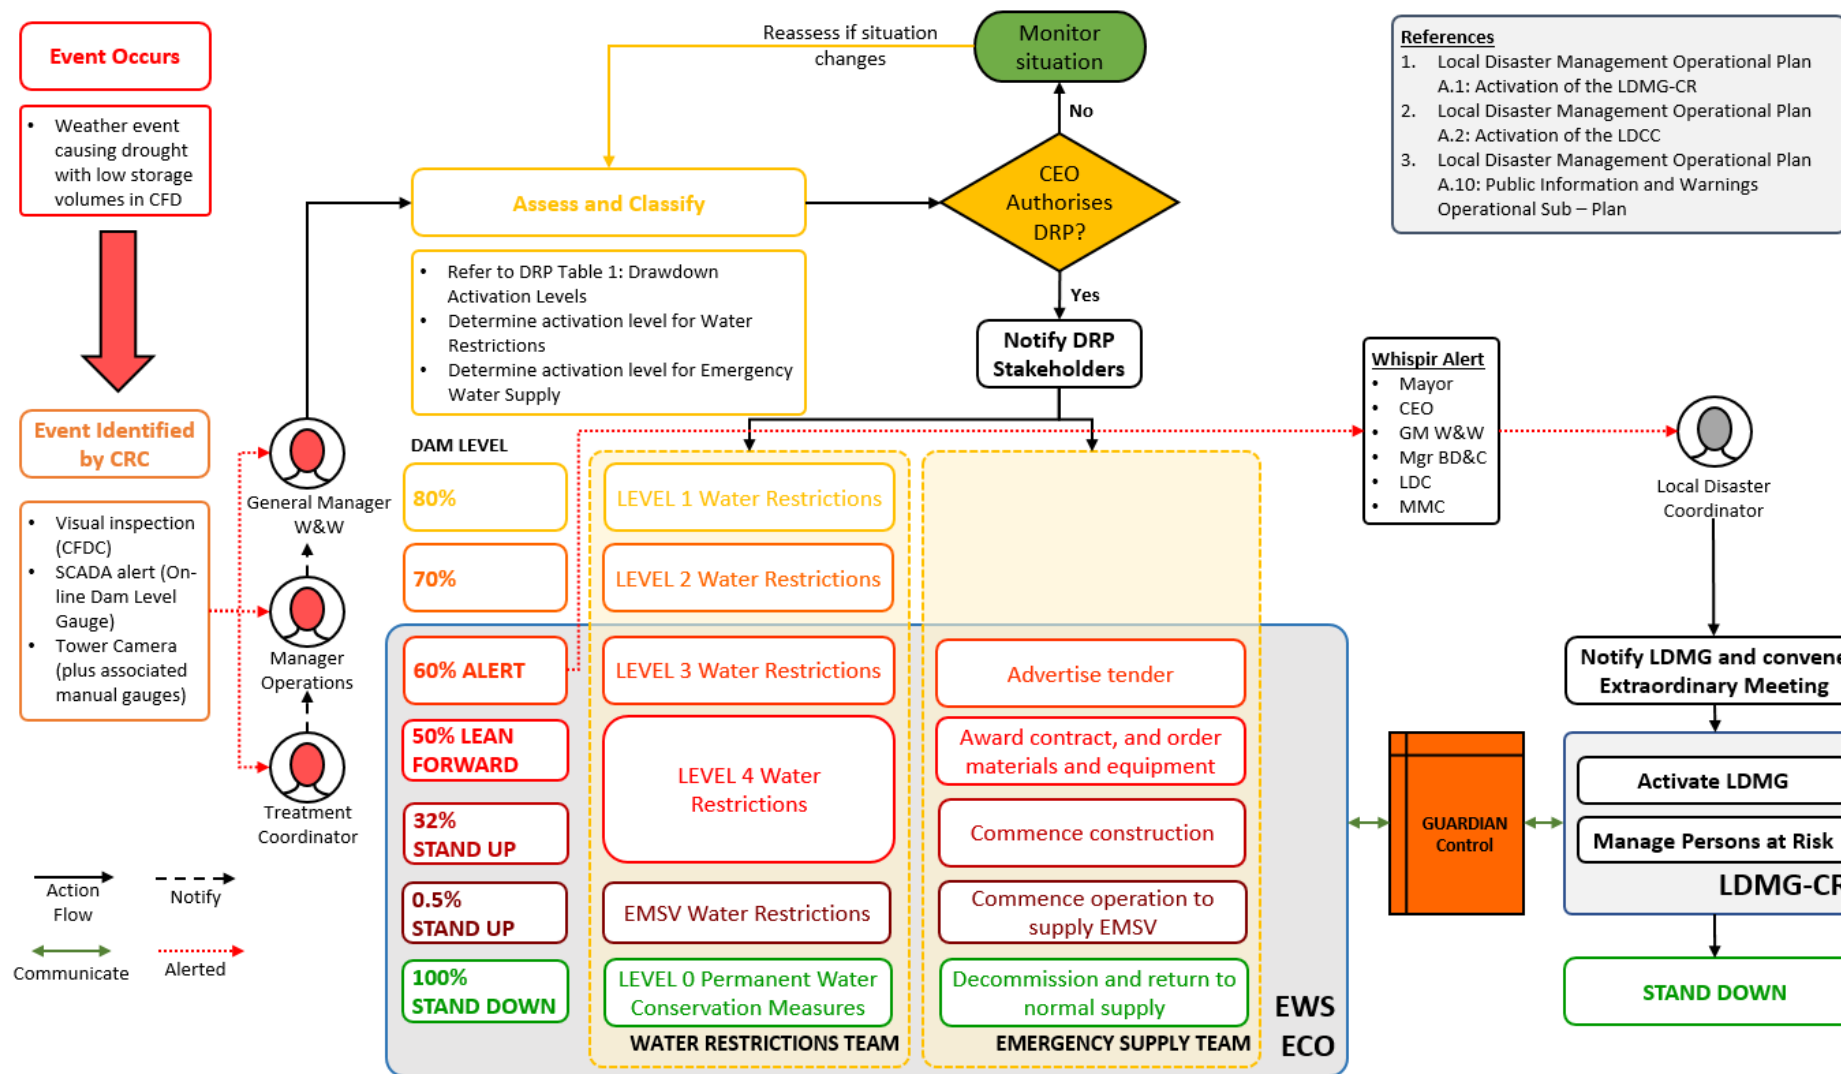 Event Occurs
• Weather event
causing drought
with low storage
volumes in CFD
Event Identified
by CRC
• Visual inspection
(CFDC)
• SCADA alert (On-
line Dam Level
Gauge)
• Tower Camera
(plus associated
manual gauges)
Action
Flow
Notify
Communicate
Alerted
General Manager
W&W
Manager
Operations
Treatment
Coordinator
Reassess if situation
changes
Monitor
situation
No
Assess and Classify
• Refer to DRP Table 1: Drawdown
Activation Levels
• Determine activation level for Water
Restrictions
• Determine activation level for Emergency
Water Supply
CEO
Authorises
DRP?
Yes
Notify DRP
Stakeholders
DAM LEVEL
80%
LEVEL 1 Water Restrictions
70%
LEVEL 2 Water Restrictions
60% ALERT
LEVEL 3 Water Restrictions
Advertise tender
50% LEAN
FORWARD
LEVEL 4 Water
Restrictions
Award contract, and order
materials and equipment
32%
STAND UP
Commence construction
0.5%
STAND UP
EMSV Water Restrictions
Commence operation to
supply EMSV
100%
STAND DOWN
LEVEL 0 Permanent Water
Conservation Measures
Decommission and return to
normal supply
WATER RESTRICTIONS TEAM
EMERGENCY SUPPLY TEAM
EWS
ECO
References
1. Local Disaster Management Operational Plan
A.1: Activation of the LDMG-CR
2. Local Disaster Management Operational Plan
A.2: Activation of the LDCC
3. Local Disaster Management Operational Plan
A.10: Public Information and Warnings
Operational Sub – Plan
Whispir Alert
• Mayor
• CEO
• GM W&W
• Mgr BD&C
• LDC
• MMC
Local Disaster
Coordinator
Notify LDMG and convene
Extraordinary Meeting
GUARDIAN
Control
Activate LDMG
Manage Persons at Risk
LDMG-CR
STAND DOWN